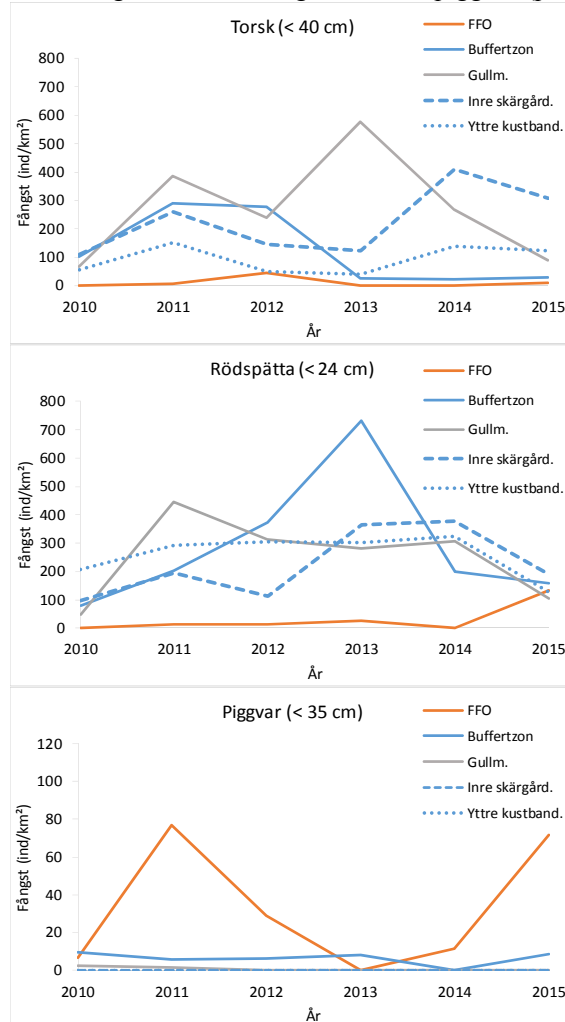 Torsk (< 40 cm)
FFO
Buffertzon
Gullm.
Inre skärgård.
Yttre kustband.
Fångst (ind/km²)
800
700
600
500
400
300
200
100
0
2010 2011 2012 2013 2014 2015
År
Rödspätta (< 24 cm)
FFO
Buffertzon
Gullm.
Inre skärgård.
Yttre kustband.
Fångst (ind/km²)
800
700
600
500
400
300
200
100
0
2010 2011 2012 2013 2014 2015
År
Piggvar (< 35 cm)
FFO
Buffertzon
Gullm.
Inre skärgård.
Yttre kustband.
Fångst (ind/km²)
120
100
80
60
40
20
0
2010 2011 2012 2013 2014 2015
År